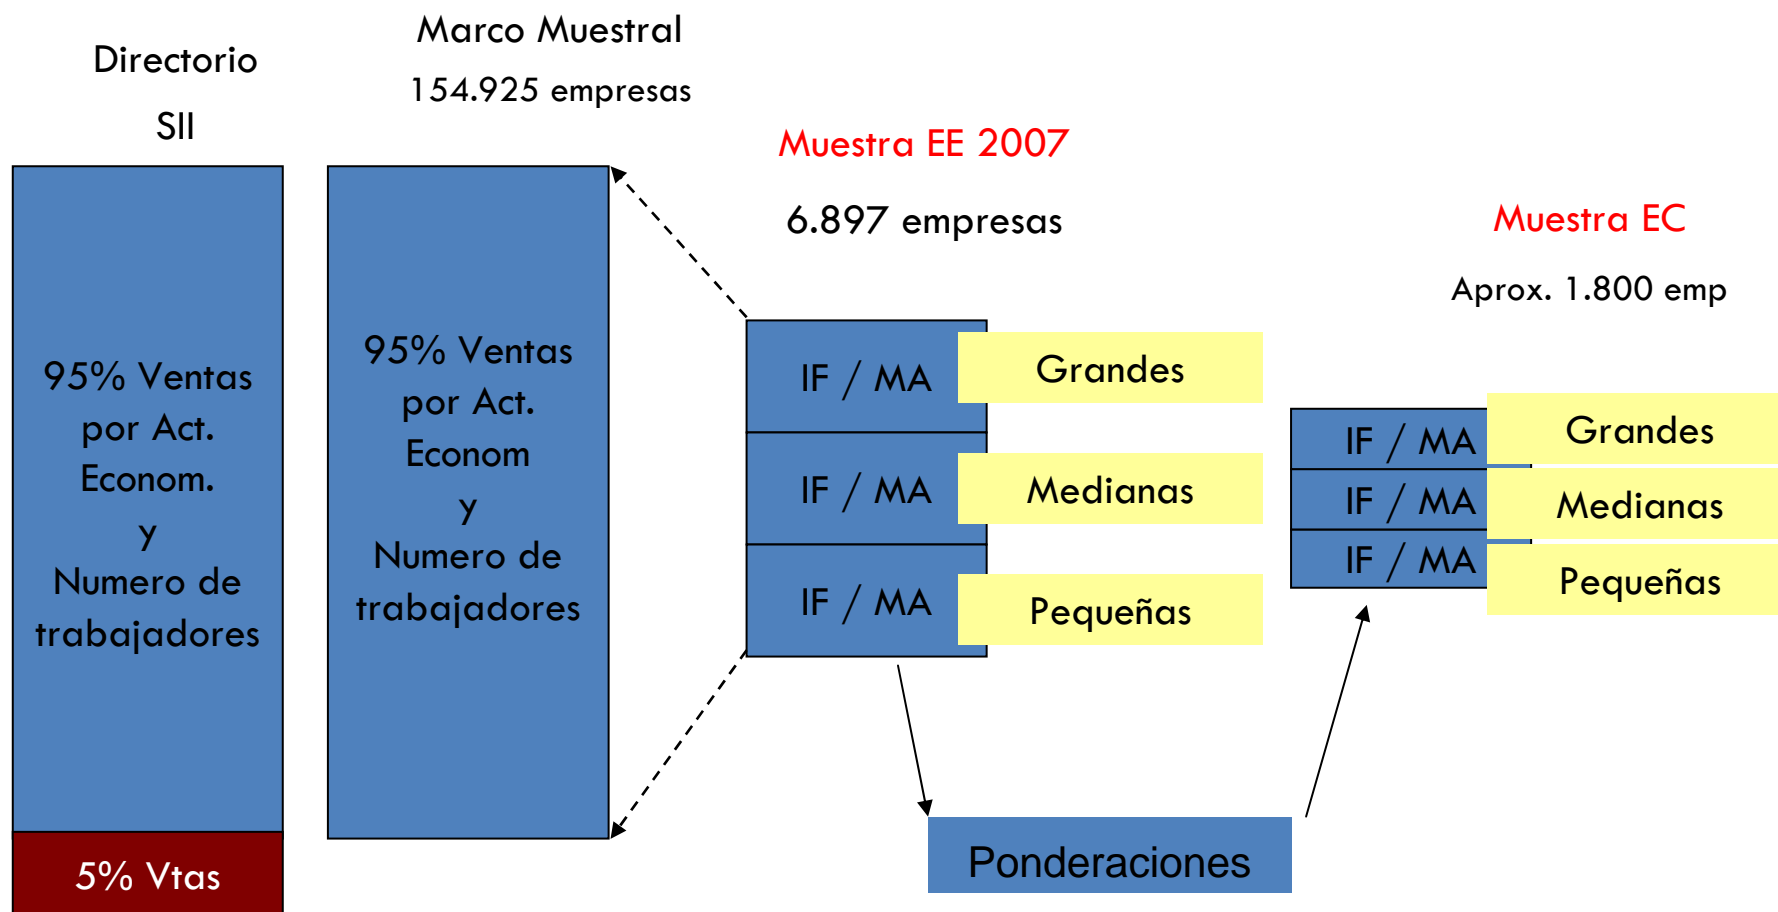 Directorio
SII
95% Ventas
por Act.
Econom.
y
Numero de
trabajadores
5% Vtas
Marco Muestral
154.925 empresas
95% Ventas
por Act.
Econom
y
Numero de
trabajadores
Muestra EE 2007
6.897 empresas
IF / MA
Grandes
IF / MA
Medianas
IF / MA
Pequeñas
Ponderaciones
Muestra EC
Aprox. 1.800 emp
IF / MA
Grandes
IF / MA
Medianas
IF / MA
Pequeñas